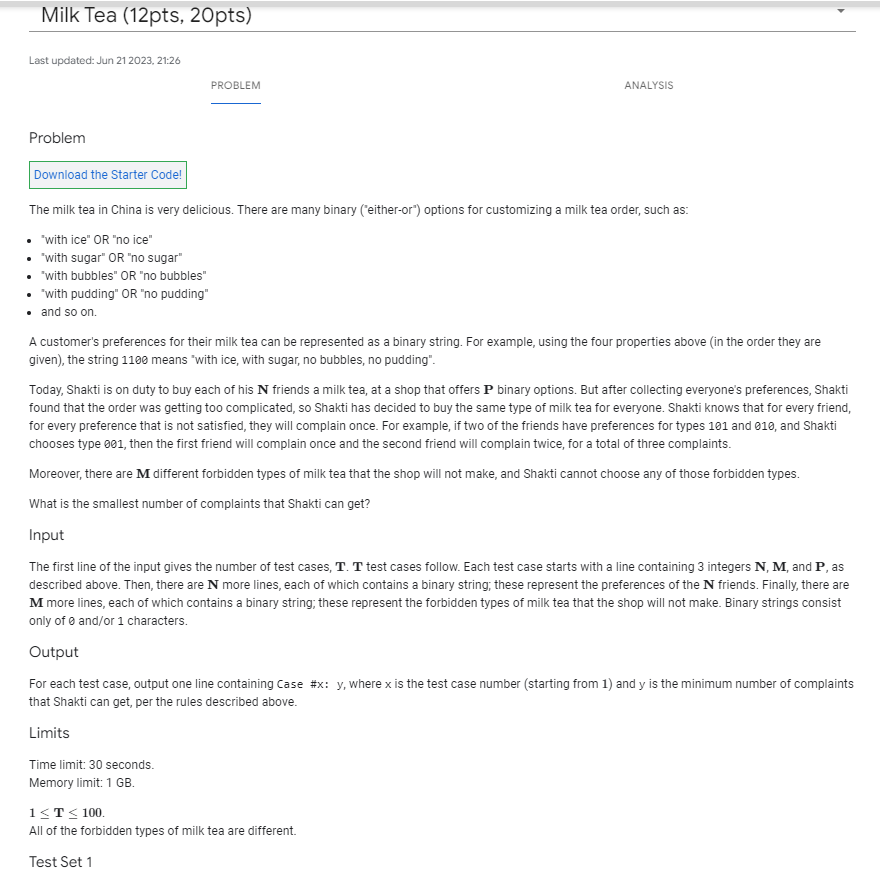 Milk Tea (12pts, 20pts)
Last updated: Jun 21 2023, 21:26
PROBLEM
ANALYSIS
Problem
Download the Starter Code!
The milk tea in China is very delicious. There are many binary ("either-or") options for customizing a milk tea order, such as:
• "with ice" OR "no ice"
• "with sugar" OR "no sugar"
• "with bubbles" OR "no bubbles"
• "with pudding" OR "no pudding"
• and so on.
A customer's preferences for their milk tea can be represented as a binary string. For example, using the four properties above (in the order they are
given), the string 1100 means "with ice, with sugar, no bubbles, no pudding".
Today, Shakti is on duty to buy each of his N friends a milk tea, at a shop that offers P binary options. But after collecting everyone's preferences, Shakti
found that the order was getting too complicated, so Shakti has decided to buy the same type of milk tea for everyone. Shakti knows that for every friend,
for every preference that is not satisfied, they will complain once. For example, if two of the friends have preferences for types 101 and 010, and Shakti
chooses type 001, then the first friend will complain once and the second friend will complain twice, for a total of three complaints.
Moreover, there are M different forbidden types of milk tea that the shop will not make, and Shakti cannot choose any of those forbidden types.
What is the smallest number of complaints that Shakti can get?
Input
The first line of the input gives the number of test cases, T. T test cases follow. Each test case starts with a line containing 3 integers N, M, and P, as
described above. Then, there are N more lines, each of which contains a binary string; these represent the preferences of the N friends. Finally, there are
M more lines, each of which contains a binary string; these represent the forbidden types of milk tea that the shop will not make. Binary strings consist
only of 0 and/or 1 characters.
Output
For each test case, output one line containing Case #x: y, where x is the test case number (starting from 1) and y is the minimum number of complaints
that Shakti can get, per the rules described above.
Limits
Time limit: 30 seconds.
Memory limit: 1 GB.
1 ≤ T ≤ 100.
All of the forbidden types of milk tea are different.
Test Set 1